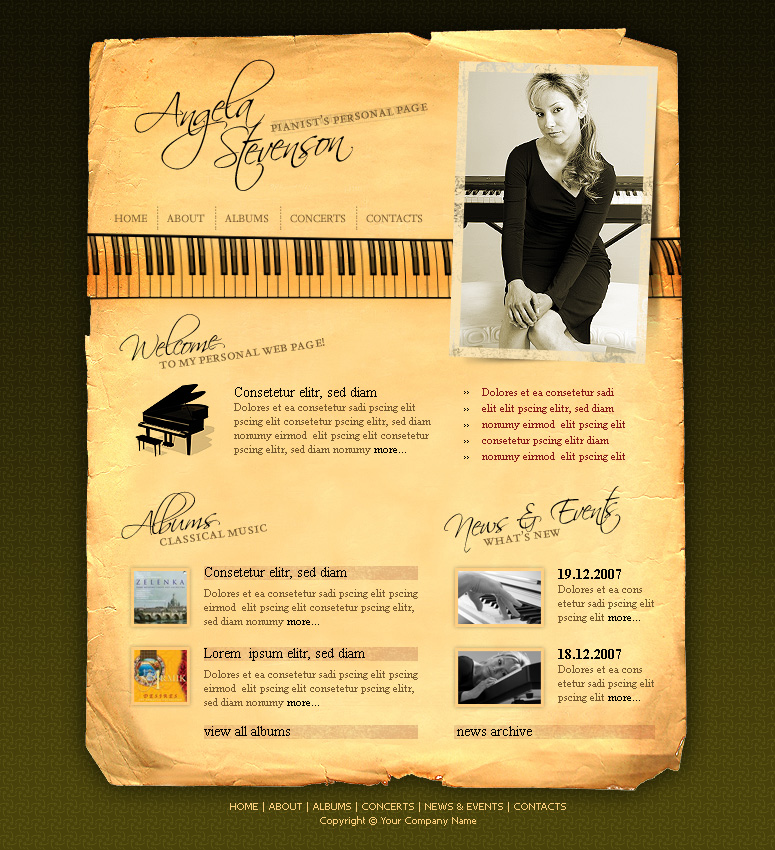 Angela
PIANIST'S PERSONAL PAGE
Stevenson
HOME
ABOUT
ALBUMS
CONCERTS
CONTACTS
Welcome
TO MY PERSONAL WEB PAGE!
Consetetur elitr, sed diam
Dolores et ea consetetur sadi pscing elit
pscing elit consetetur pscing elitr, sed diam
nonumy eirmod elit pscing elit consetetur
pscing elitr, sed diam nonumy more...
›› Dolores et ea consetetur sadi
›› elit elit pscing elitr, sed diam
›› nonumy eirmod elit pscing elit
›› consetetur pscing elitr diam
›› nonumy eirmod elit pscing elit
Albums
CLASSICAL MUSIC
ZELENKA
Consetetur elitr, sed diam
Dolores et ea consetetur sadipscing pscing
eirmod elit pscing elit consetetur pscing elitr,
sed diam nonumy more...
DESIRES
Lorem ipsum elitr, sed diam
Dolores et ea consetetur sadi pscing pscing
eirmod elit pscing elit consetetur pscing elitr,
sed diam nonumy more...
view all albums
News & Events
WHAT'S NEW
19.12.2007
Dolores et ea cons
etetur sadi pscing elit
pscing elit more...
18.12.2007
Dolores et ea cons
etetur sadi pscing elit
pscing elit more...
news archive
HOME | ABOUT | ALBUMS | CONCERTS | NEWS & EVENTS | CONTACTS
Copyright © Your Company Name